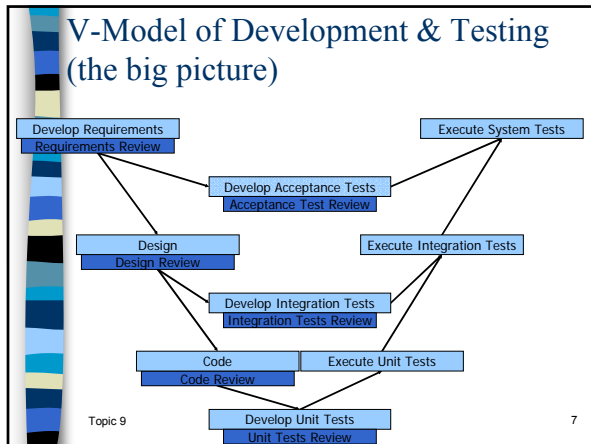 V-Model of Development & Testing
(the big picture)
Develop Requirements
Requirements Review
Execute System Tests
Develop Acceptance Tests
Acceptance Test Review
Design
Design Review
Execute Integration Tests
Develop Integration Tests
Integration Tests Review
Code
Code Review
Execute Unit Tests
Develop Unit Tests
Unit Tests Review
Topic 9
7